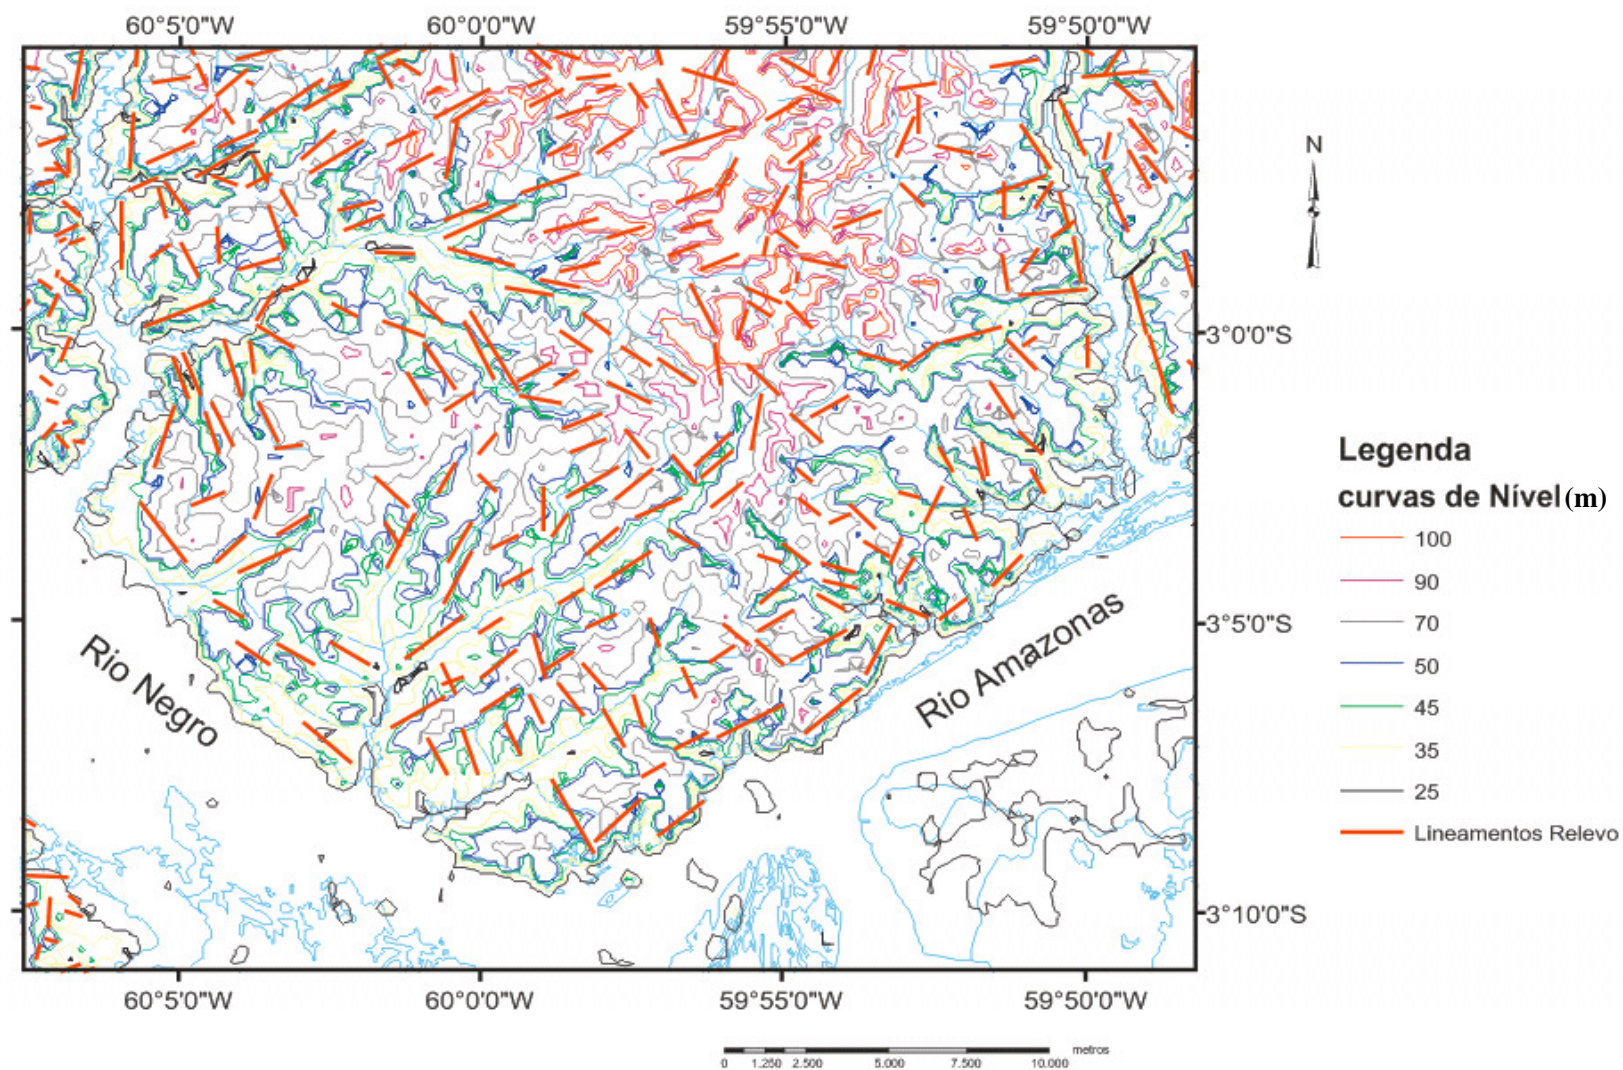 60°5'0"W 60°0'0"W 59°55'0"W 59°50'0"W
N
3°0'0"S
Legenda
curvas de Nível (m)
100
90
70
50
45
35
25
Lineamentos Relevo
3°5'0"S
Rio Negro
Rio Amazonas
3°10'0"S
60°5'0"W 60°0'0"W 59°55'0"W 59°50'0"W
metros
0 1.250 2.500 5.000 7.500 10.000